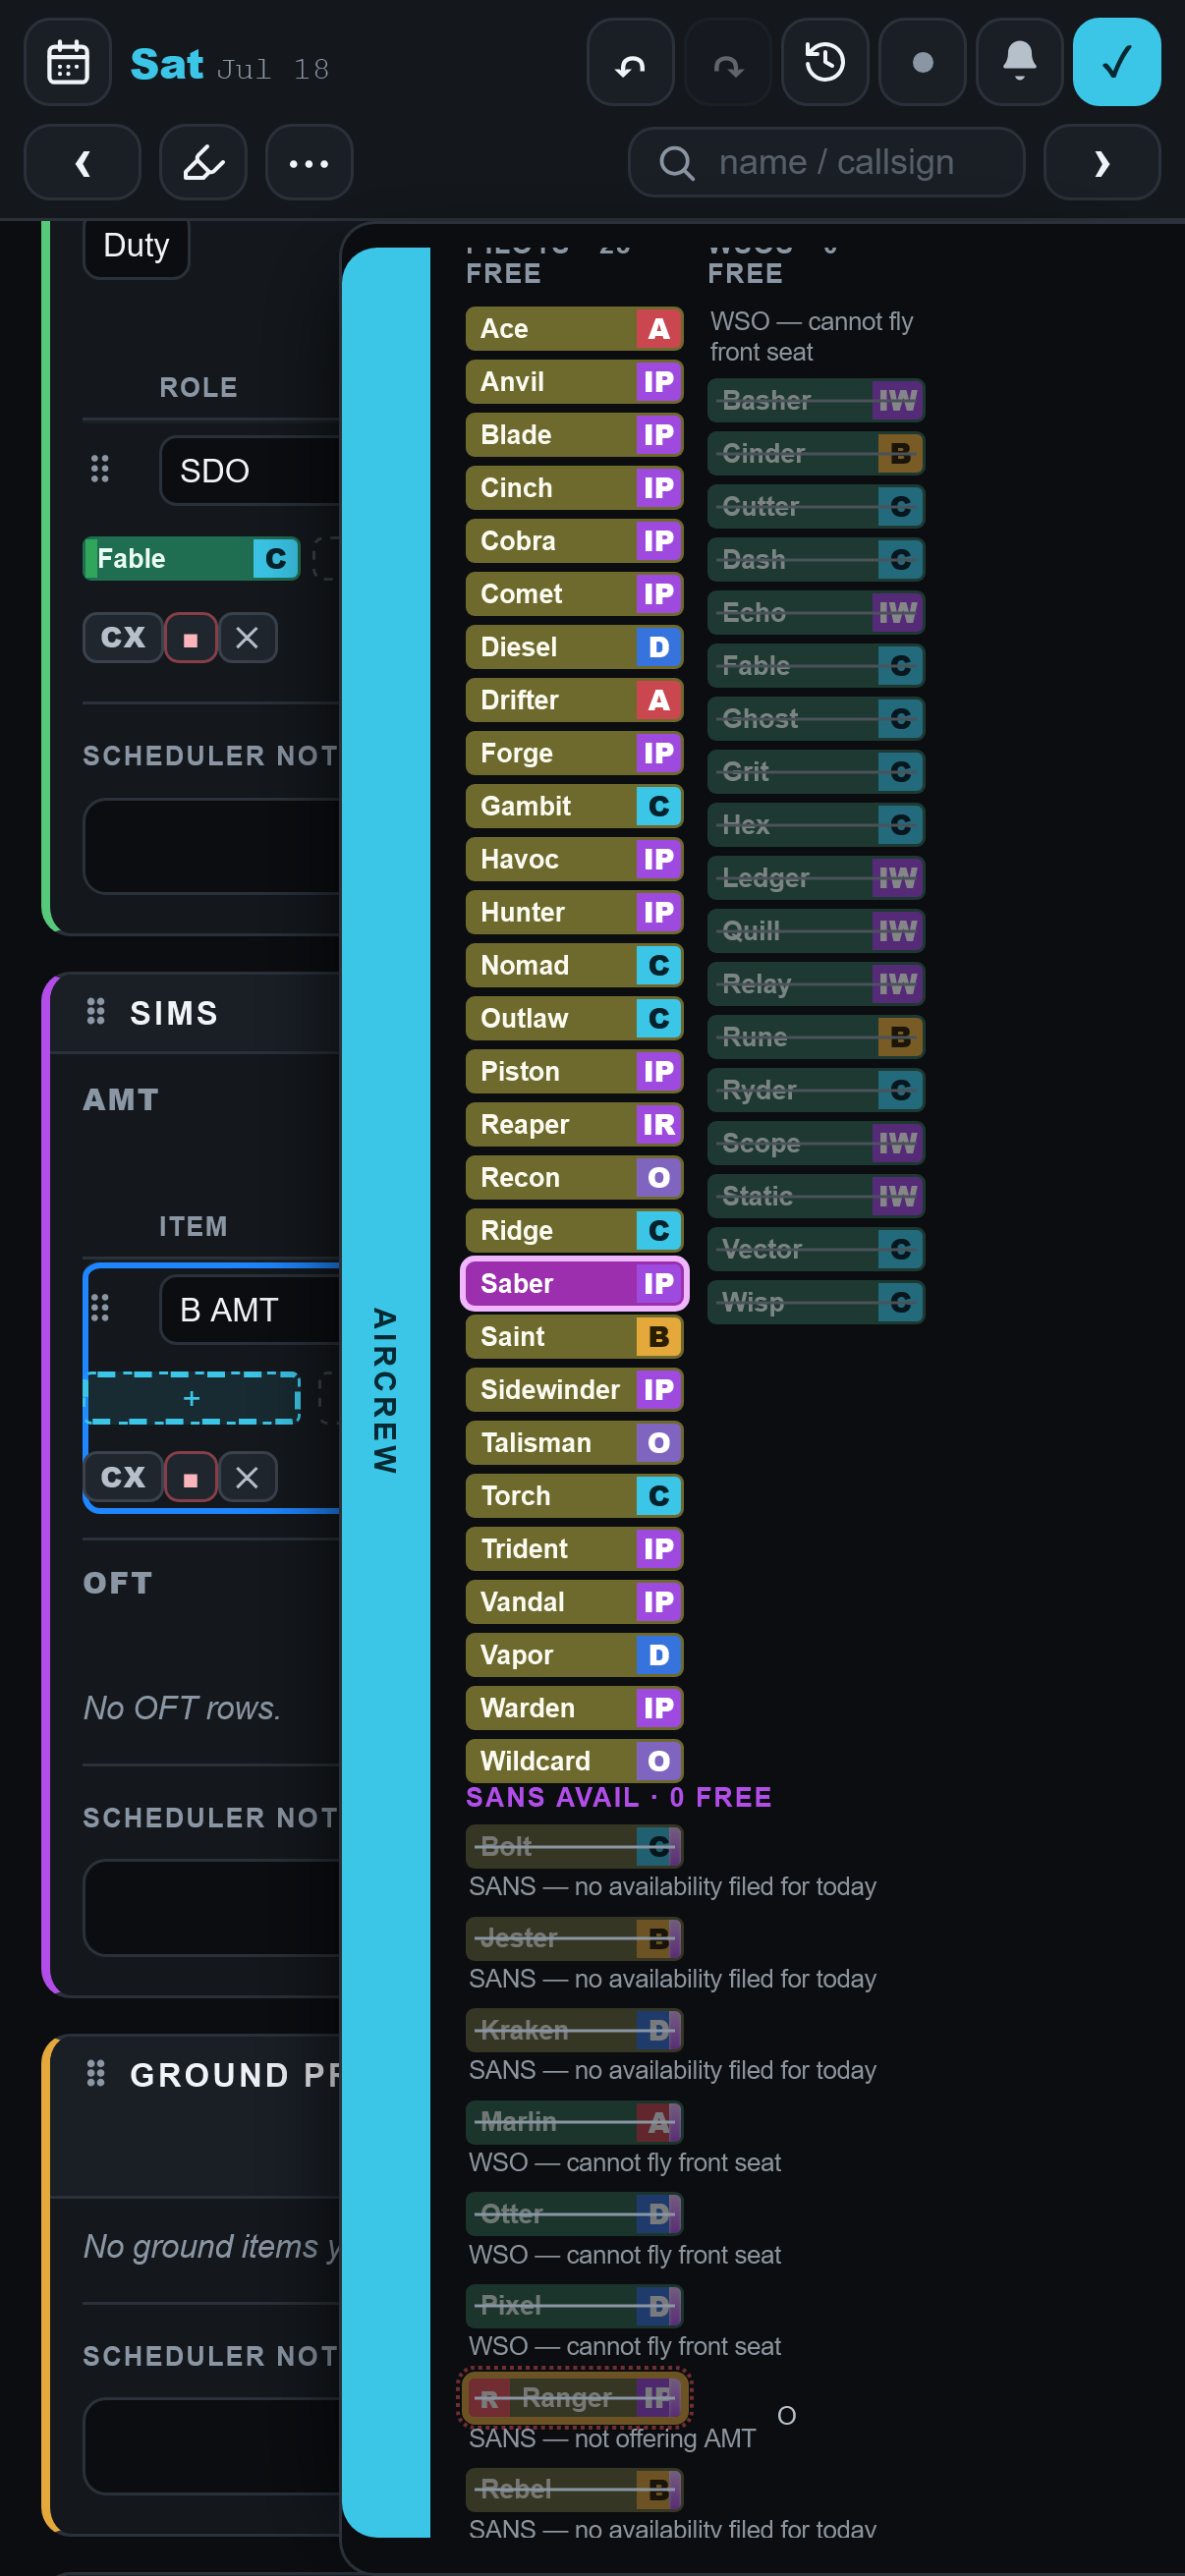 Sat Jul 18
name / callsign
Duty
ROLE
SDO
Fable C
CX
SCHEDULER NOT
SIMS
AMT
ITEM
B AMT
+
CX
OFT
No OFT rows.
SCHEDULER NOT
GROUND PR
No ground items y
SCHEDULER NOT
AIRCREW
FREE
Ace A
Anvil IP
Blade IP
Cinch IP
Cobra IP
Comet IP
Diesel D
Drifter A
Forge IP
Gambit C
Havoc IP
Hunter IP
Nomad C
Outlaw C
Piston IP
Reaper IR
Recon O
Ridge C
Saber IP
Saint B
Sidewinder IP
Talisman O
Torch C
Trident IP
Vandal IP
Vapor D
Warden IP
Wildcard O
FREE
WSO — cannot fly
front seat
Basher IW
Cinder B
Cutter C
Dash C
Echo IW
Fable C
Ghost C
Grit C
Hex C
Ledger IW
Quill IW
Relay IW
Rune B
Ryder C
Scope IW
Static IW
Vector C
Wisp C
SANS AVAIL · 0 FREE
Bolt C
SANS — no availability filed for today
Jester B
SANS — no availability filed for today
Kraken D
SANS — no availability filed for today
Marlin A
WSO — cannot fly front seat
Otter D
WSO — cannot fly front seat
Pixel D
WSO — cannot fly front seat
R Ranger IP O
SANS — not offering AMT
Rebel B
SANS — no availability filed for today